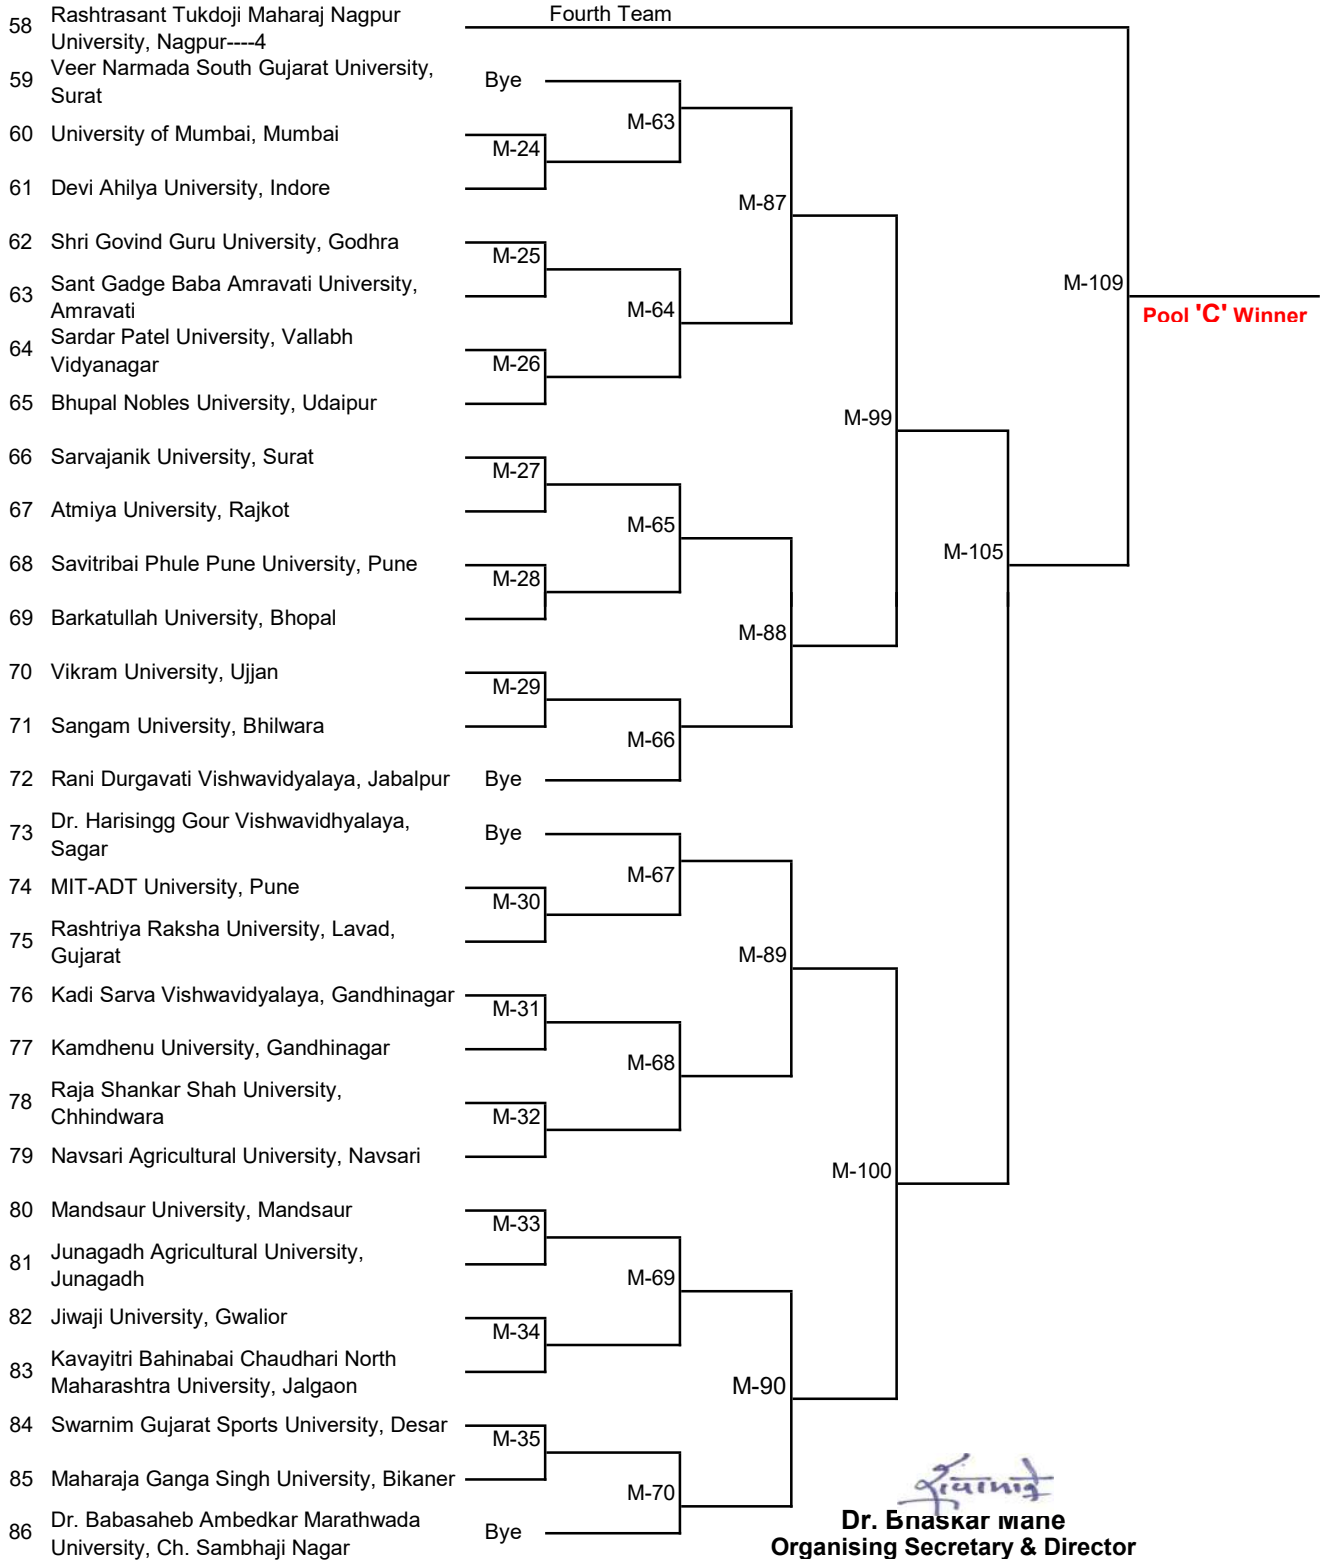 58 Rashtrasant Tukdoji Maharaj Nagpur
University, Nagpur----4
Fourth Team
59 Veer Narmada South Gujarat University,
Surat
Bye
M-63
60 University of Mumbai, Mumbai
M-24
61 Devi Ahilya University, Indore
M-87
62 Shri Govind Guru University, Godhra
M-25
63 Sant Gadge Baba Amravati University,
Amravati
M-64
M-109
Pool 'C' Winner
64 Sardar Patel University, Vallabh
Vidyanagar
M-26
65 Bhupal Nobles University, Udaipur
M-99
66 Sarvajanik University, Surat
M-27
67 Atmiya University, Rajkot
M-65
68 Savitribai Phule Pune University, Pune
M-28
M-105
69 Barkatullah University, Bhopal
M-88
70 Vikram University, Ujjan
M-29
71 Sangam University, Bhilwara
M-66
72 Rani Durgavati Vishwavidyalaya, Jabalpur Bye
73 Dr. Harisingg Gour Vishwavidhyalaya,
Sagar
Bye
M-67
74 MIT-ADT University, Pune
M-30
75 Rashtriya Raksha University, Lavad,
Gujarat
M-89
76 Kadi Sarva Vishwavidyalaya, Gandhinagar
M-31
77 Kamdhenu University, Gandhinagar
M-68
78 Raja Shankar Shah University,
Chhindwara
M-32
79 Navsari Agricultural University, Navsari
M-100
80 Mandsaur University, Mandsaur
M-33
81 Junagadh Agricultural University,
Junagadh
M-69
82 Jiwaji University, Gwalior
M-34
83 Kavayitri Bahinabai Chaudhari North
Maharashtra University, Jalgaon
M-90
84 Swarnim Gujarat Sports University, Desar
M-35
85 Maharaja Ganga Singh University, Bikaner
M-70
86 Dr. Babasaheb Ambedkar Marathwada
University, Ch. Sambhaji Nagar
Bye
Dr. Bhaskar Mane
Organising Secretary & Director